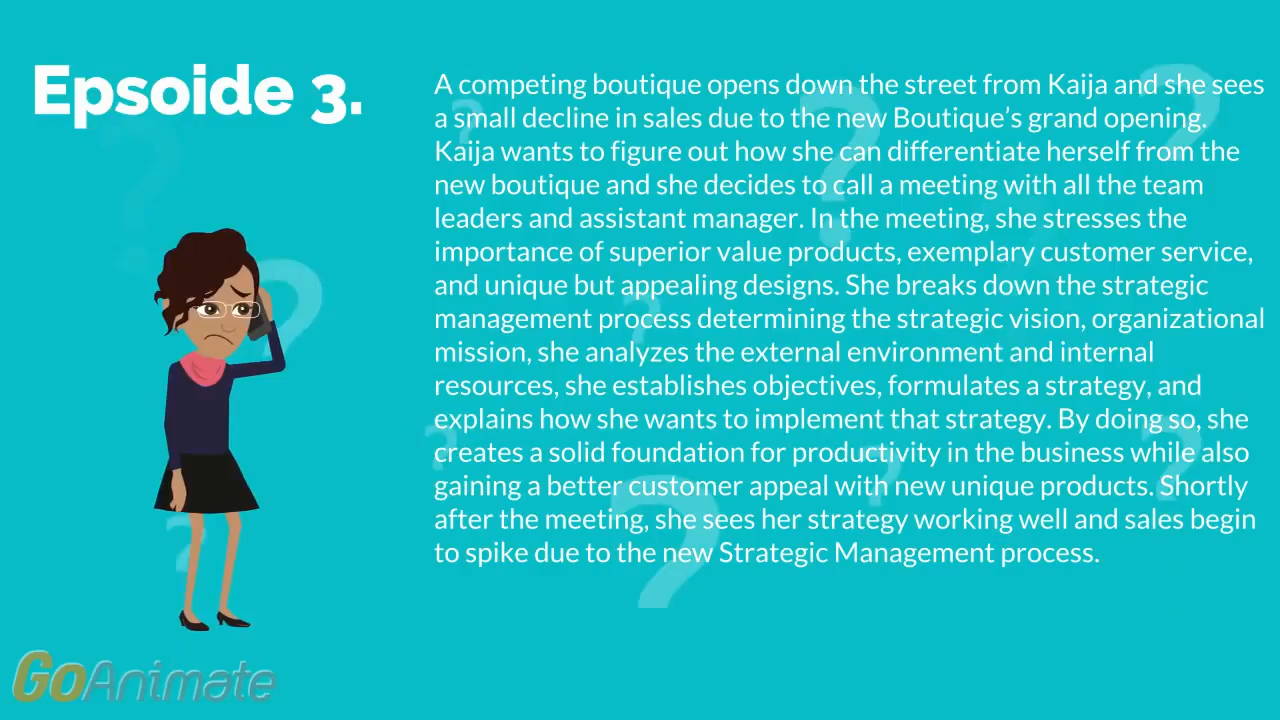 Epsoide 3.
A competing boutique opens down the street from Kaija and she sees
a small decline in sales due to the new Boutique’s grand opening.
Kaija wants to figure out how she can differentiate herself from the
new boutique and she decides to call a meeting with all the team
leaders and assistant manager. In the meeting, she stresses the
importance of superior value products, exemplary customer service,
and unique but appealing designs. She breaks down the strategic
management process determining the strategic vision, organizational
mission, she analyzes the external environment and internal
resources, she establishes objectives, formulates a strategy, and
explains how she wants to implement that strategy. By doing so, she
creates a solid foundation for productivity in the business while also
gaining a better customer appeal with new unique products. Shortly
after the meeting, she sees her strategy working well and sales begin
to spike due to the new Strategic Management process.
GoAnimate